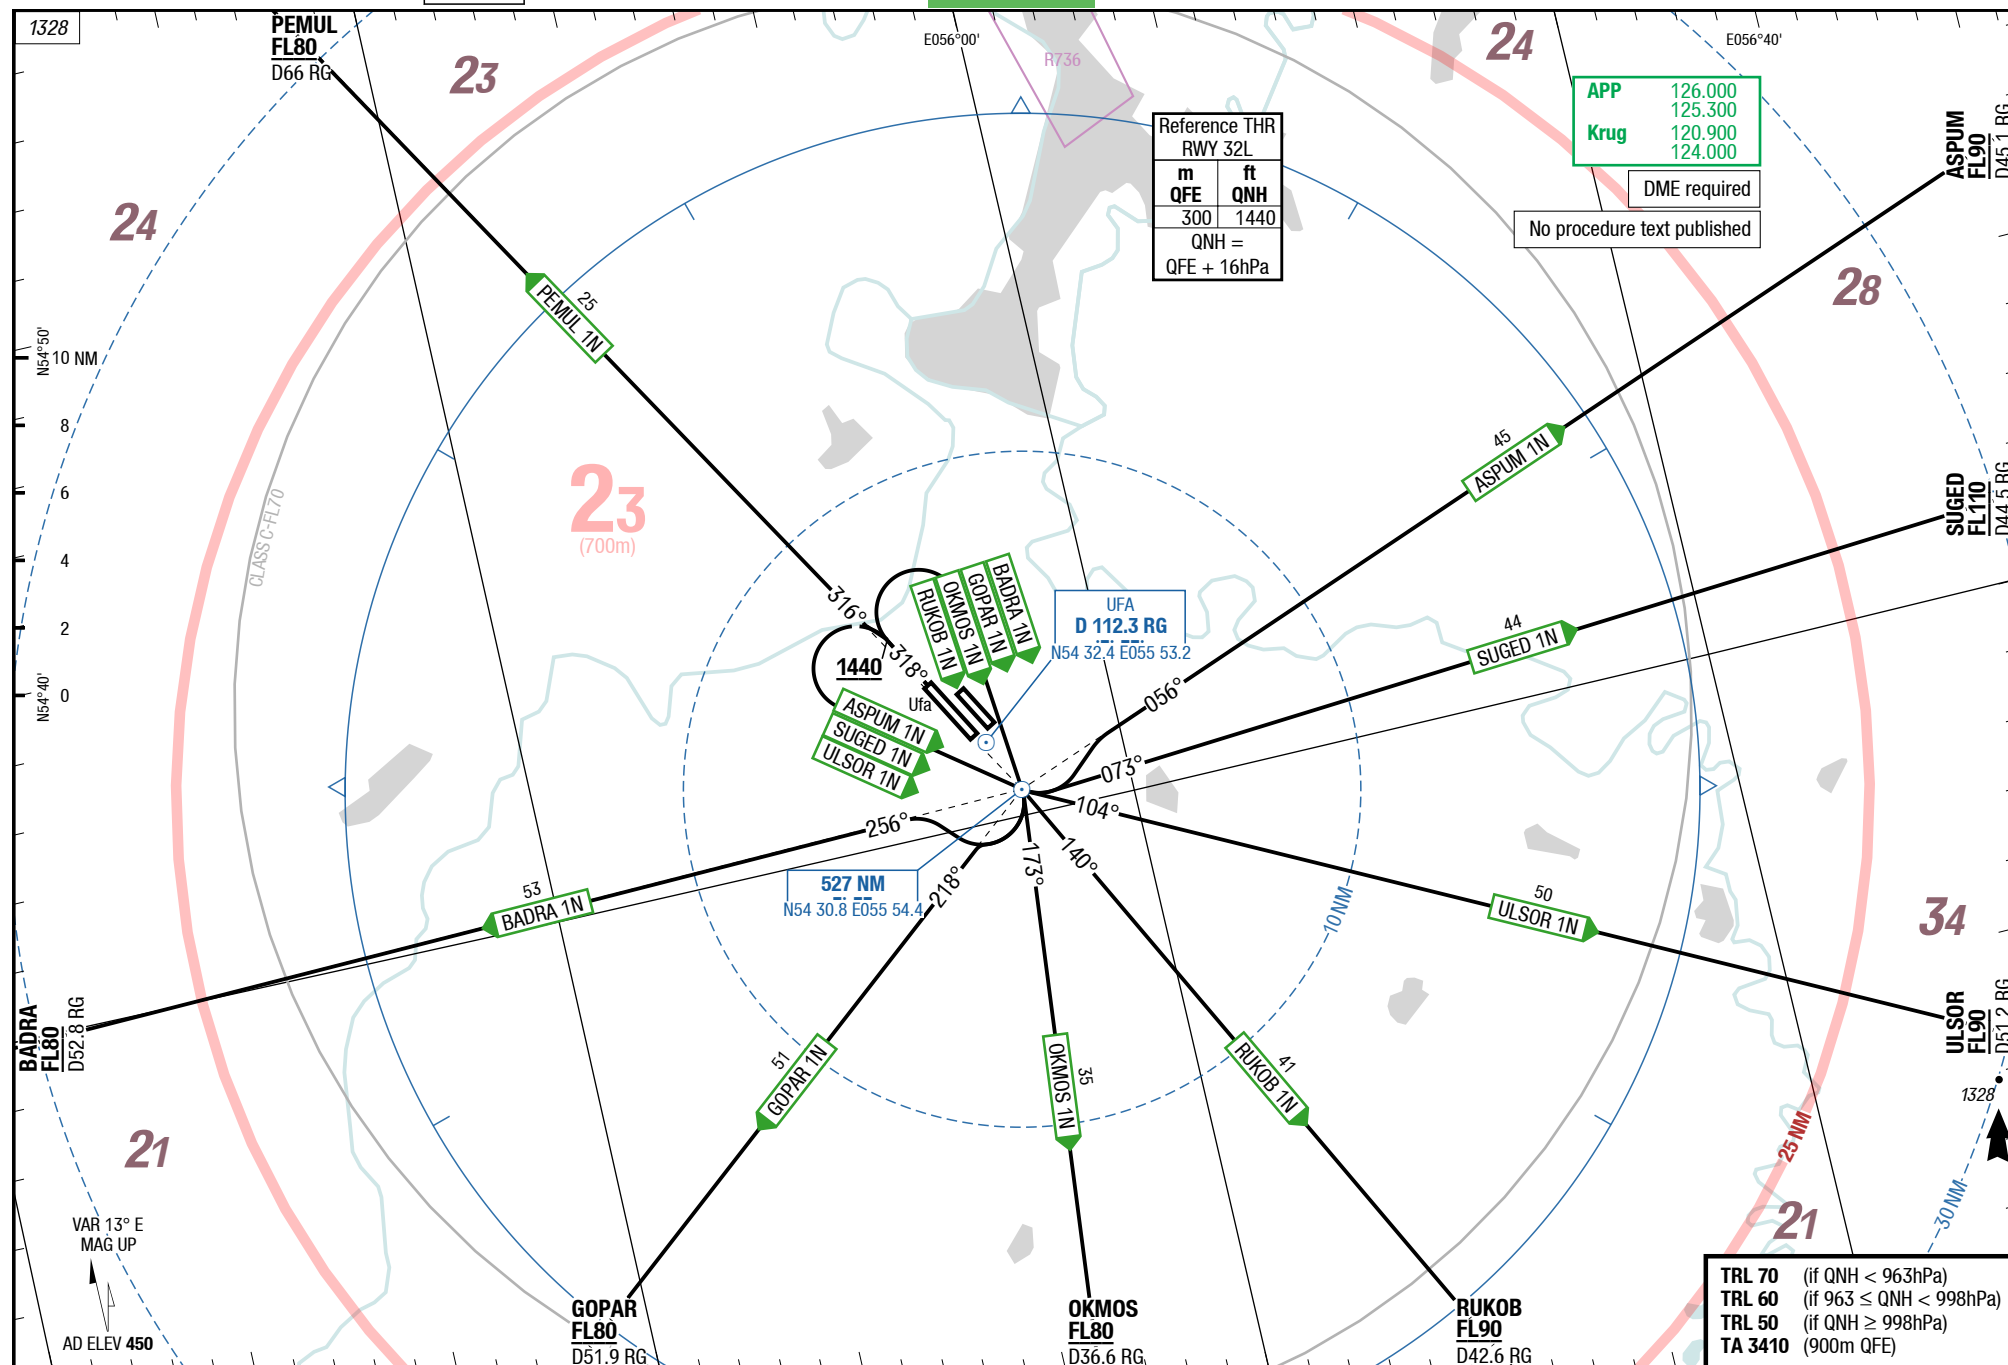 1328
PEMUL
FL80
D66 RG
23
24
E056°00'
R736
24
E056°40'
APP 126.000
125.300
Krug 120.900
124.000
DME required
No procedure text published
Reference THR
RWY 32L
m ft
QFE QNH
300 1440
QNH =
QFE + 16hPa
ASPUM
FL90
D45.1 RG
28
N54°50'
10 NM
8
6
4
2
0
N54°40'
25
PEMUL 1N
CLASS C-FL70
23
(700m)
45
ASPUM 1N
SUGED
FL110
D44.5 RG
44
SUGED 1N
316°
318°
1440
RUKOB 1N
OKMOS 1N
GOPAR 1N
BADRA 1N
UFA
D 112.3 RG
N54 32.4 E055 53.2
Ufa
ASPUM 1N
SUGED 1N
ULSOR 1N
056°
073°
104°
140°
173°
218°
256°
527 NM
N54 30.8 E055 54.4
53
BADRA 1N
50
ULSOR 1N
10 NM
34
BADRA
FL80
D52.8 RG
51
GOPAR 1N
35
OKMOS 1N
41
RUKOB 1N
ULSOR
FL90
D51.2 RG
1328
21
25 NM
30 NM
21
VAR 13° E
MAG UP
AD ELEV 450
GOPAR
FL80
D51.9 RG
OKMOS
FL80
D36.6 RG
RUKOB
FL90
D42.6 RG
TRL 70 (if QNH < 963hPa)
TRL 60 (if 963 ≤ QNH < 998hPa)
TRL 50 (if QNH ≥ 998hPa)
TA 3410 (900m QFE)